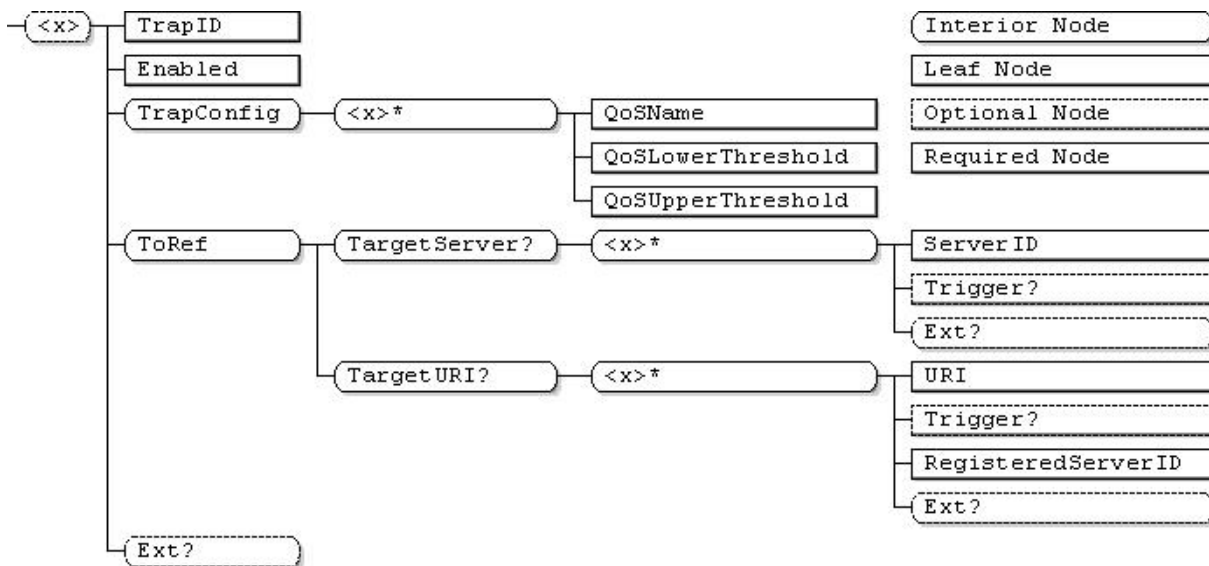 <x>
TrapID
Interior Node
Enabled
Leaf Node
TrapConfig
<x>*
QoSName
Optional Node
QoSLowerThreshold
Required Node
QoSUpperThreshold
ToRef
TargetServer?
<x>*
ServerID
Trigger?
Ext?
TargetURI?
<x>*
URI
Trigger?
RegisteredServerID
Ext?
Ext?